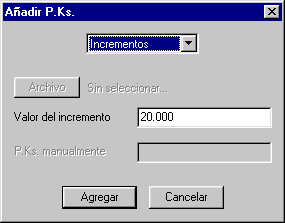 Añadir P.Ks.
Incrementos
Archivo Sin seleccionar...
Valor del incremento 20.000
P.Ks. manualmente
Agregar Cancelar